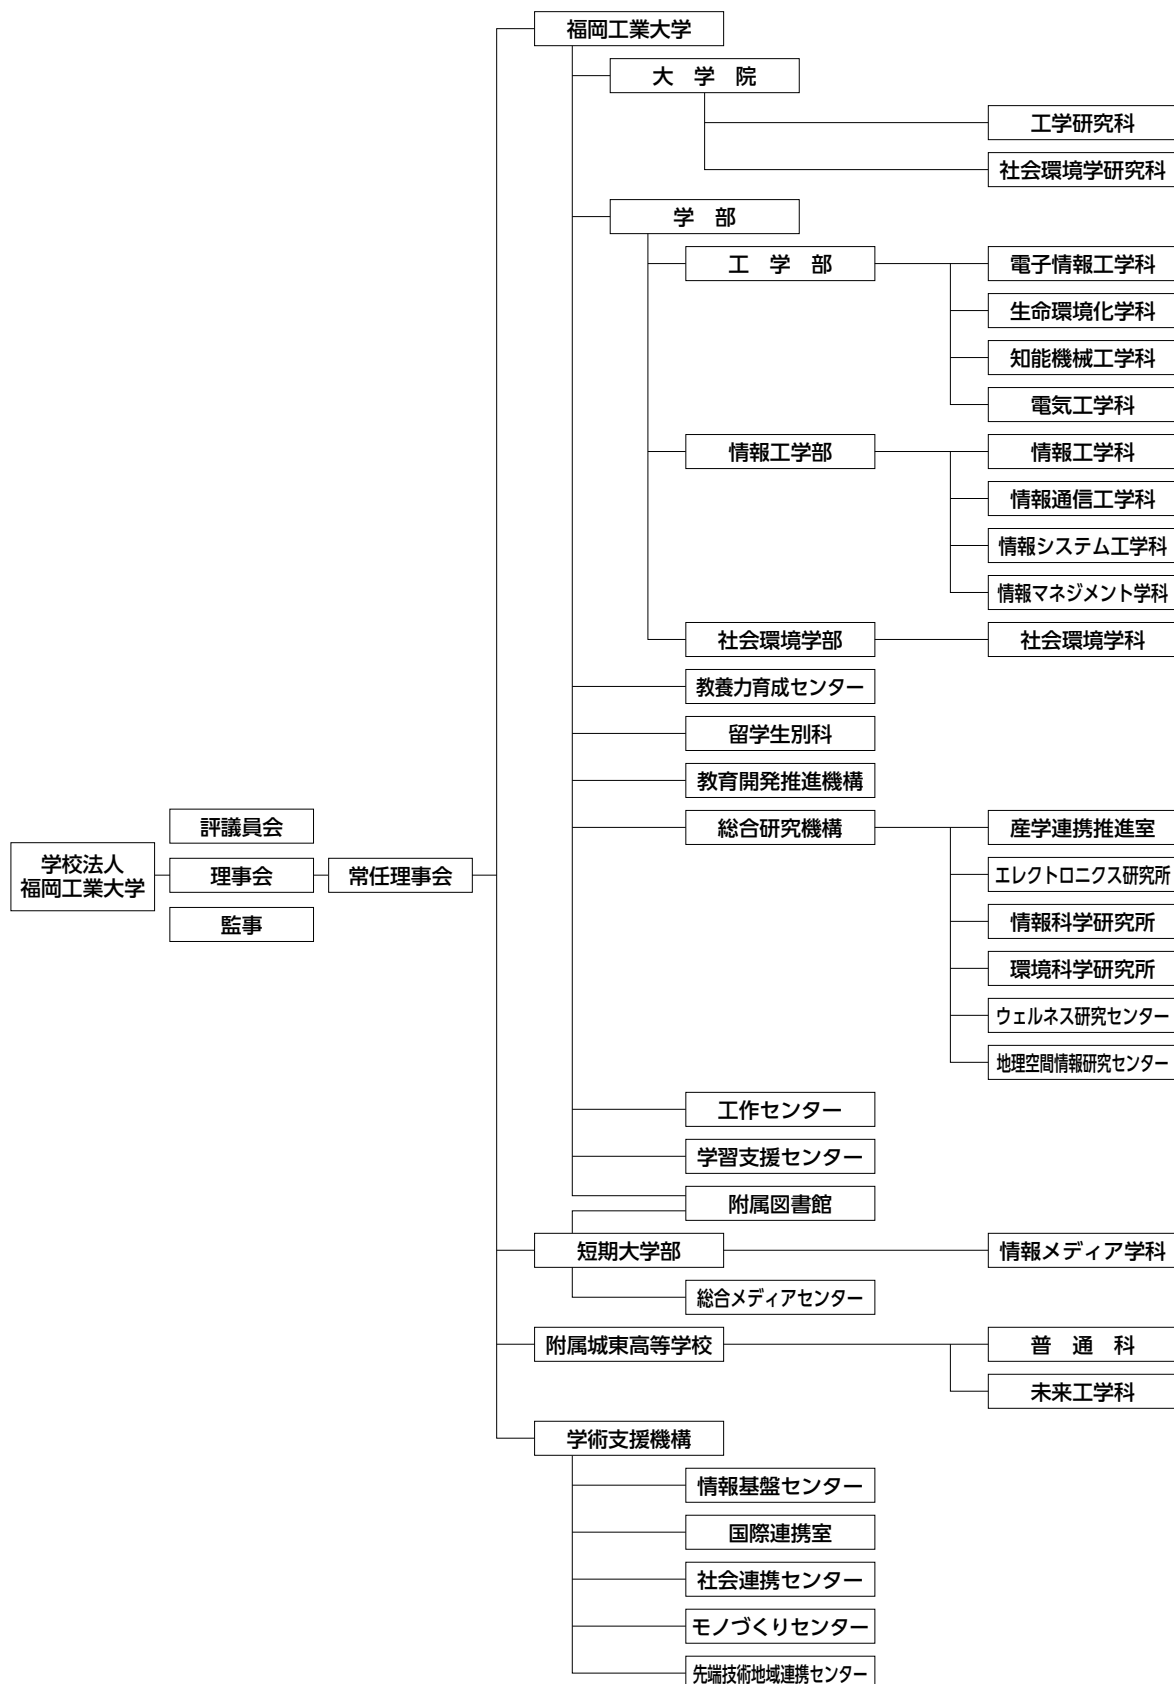 福岡工業大学
大 学 院
工学研究科
社会環境学研究科
学 部
工 学 部
電子情報工学科
生命環境化学科
知能機械工学科
電気工学科
情報工学部
情報工学科
情報通信工学科
情報システム工学科
情報マネジメント学科
社会環境学部
社会環境学科
教養力育成センター
留学生別科
教育開発推進機構
総合研究機構
産学連携推進室
エレクトロニクス研究所
情報科学研究所
環境科学研究所
ウェルネス研究センター
地理空間情報研究センター
評議員会
学校法人
福岡工業大学
理事会
常任理事会
監事
工作センター
学習支援センター
附属図書館
短期大学部
情報メディア学科
総合メディアセンター
附属城東高等学校
普 通 科
未来工学科
学術支援機構
情報基盤センター
国際連携室
社会連携センター
モノづくりセンター
先端技術地域連携センター